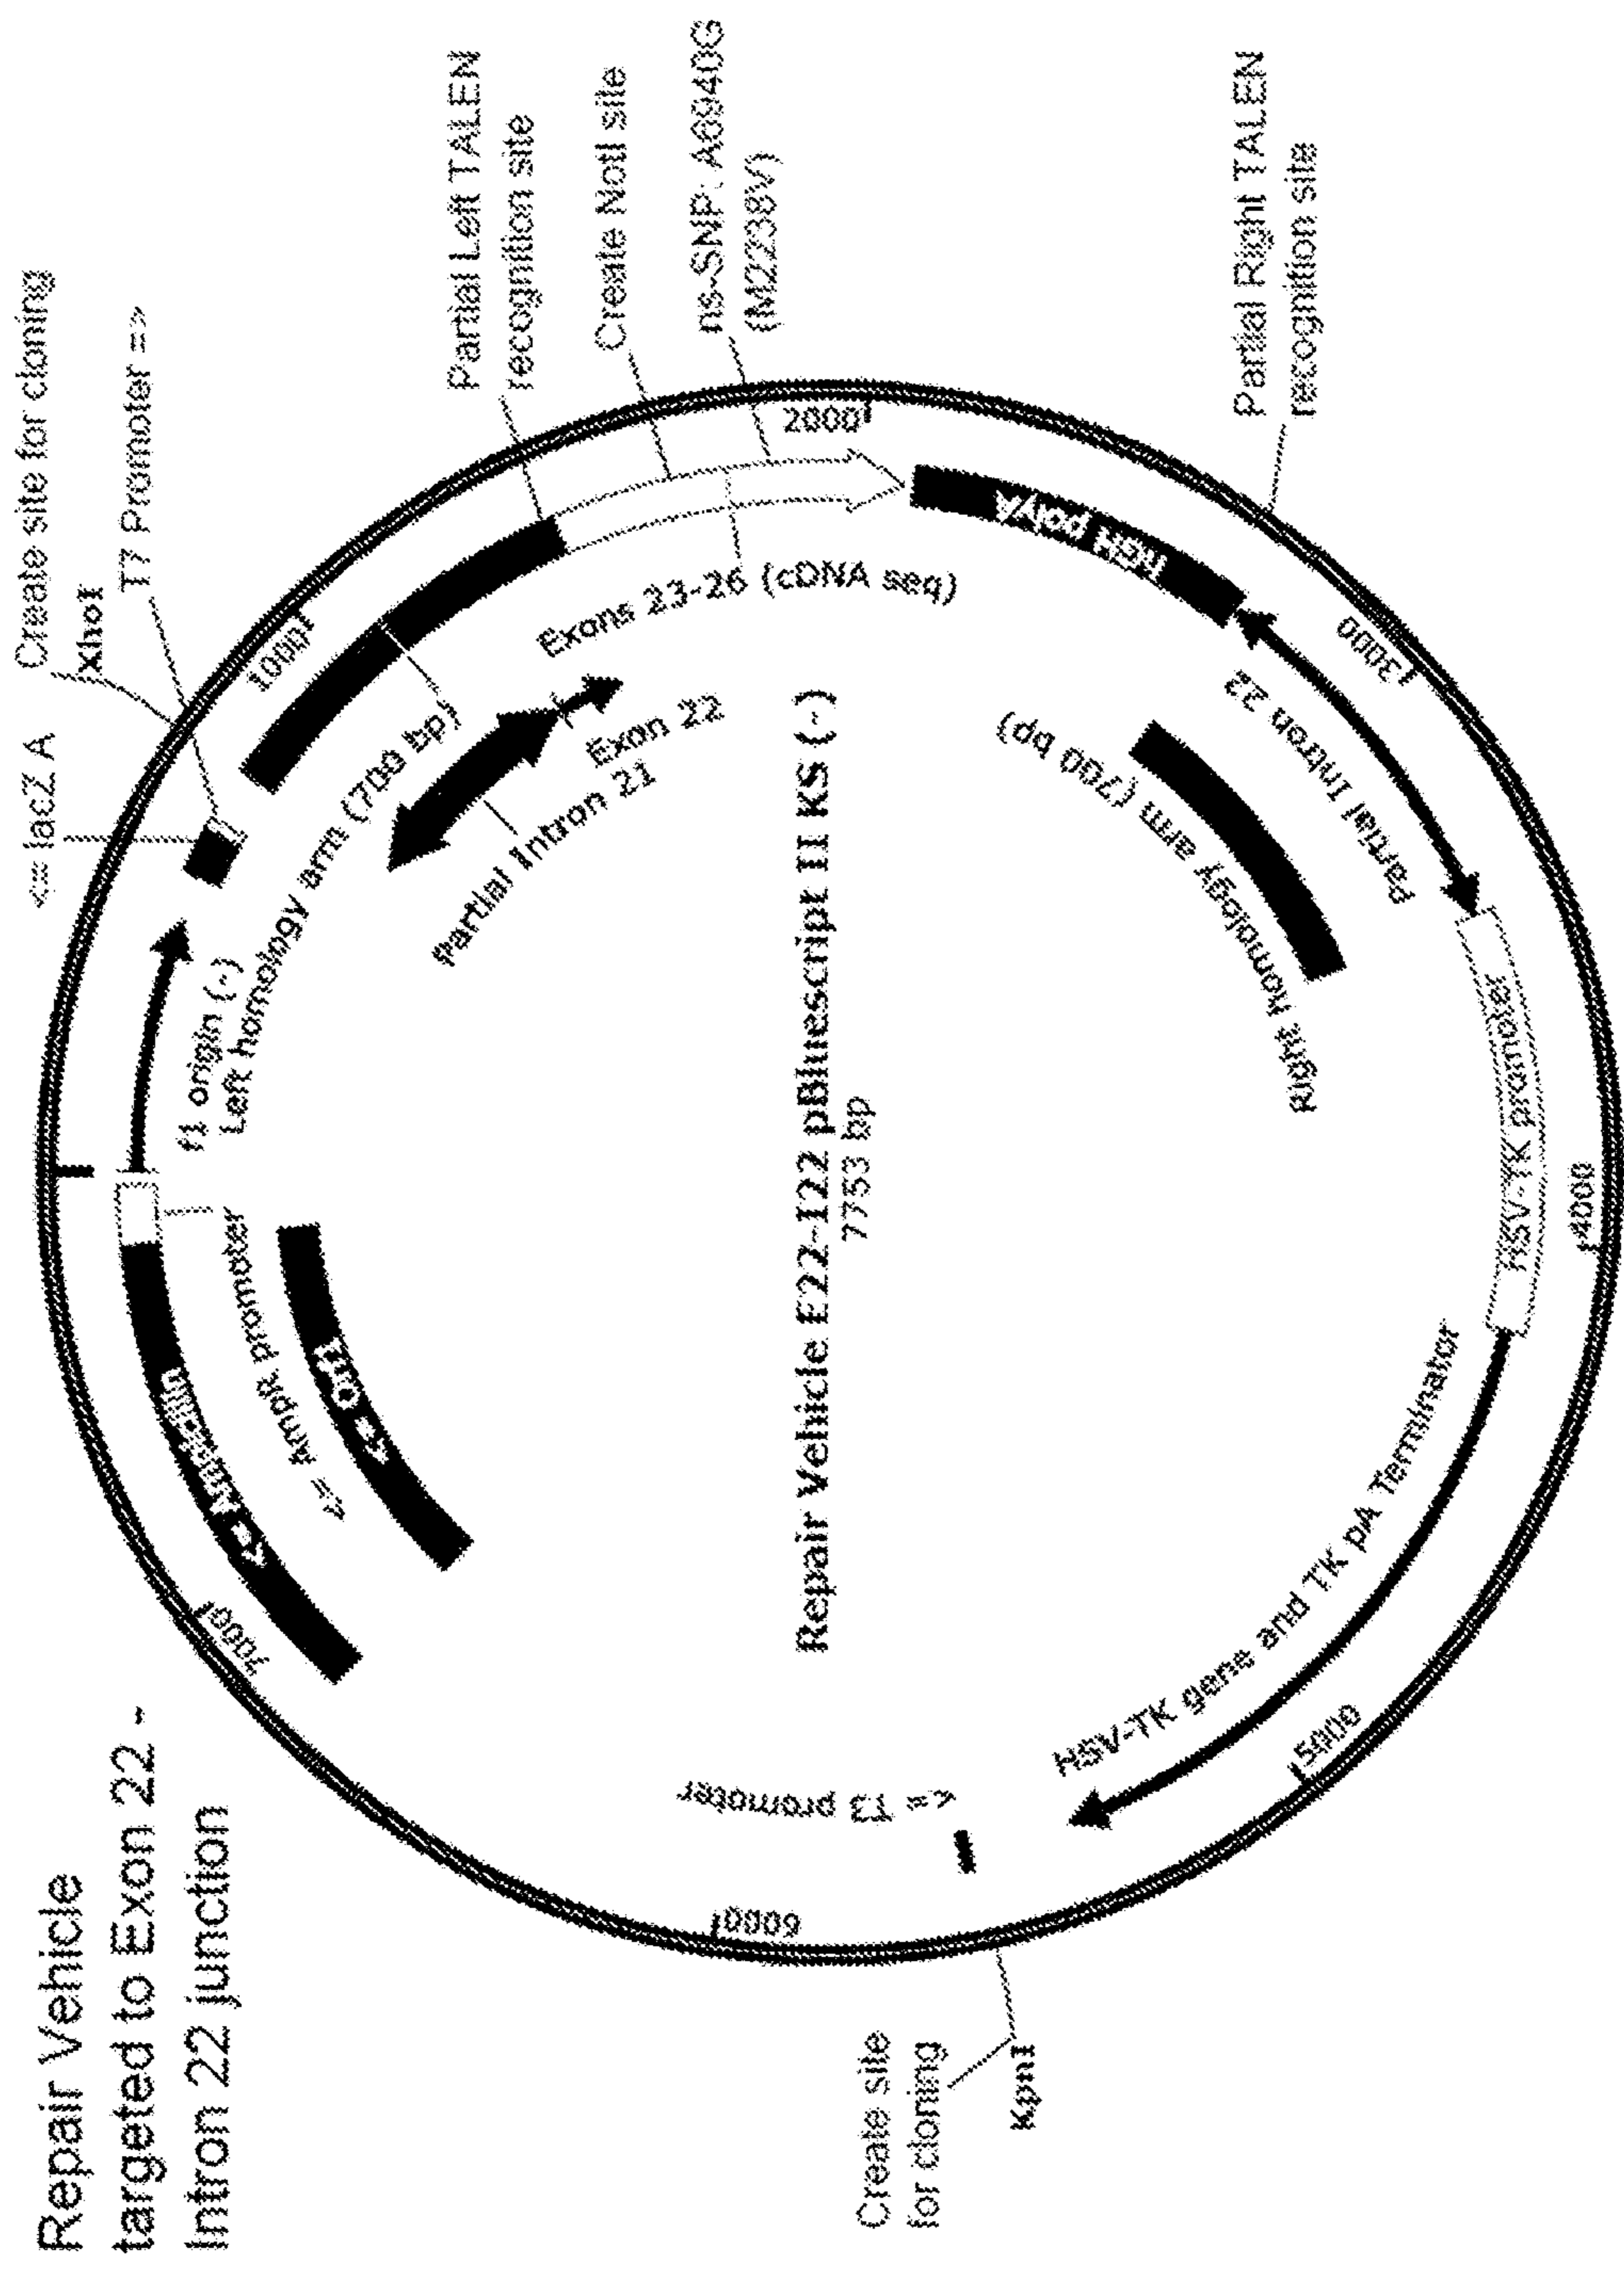 Repair Vehicle
targeted to Exon 22 -
Intron 22 junction
<= lacZ A
Create site for cloning
XhoI
T7 Promoter =>
Partial Left TALEN
recognition site
Create NotI site
ns-SNP: A6940G
(M2238V)
Partial Right TALEN
recognition site
1000
2000
3000
4000
5000
6000
7000
f1 origin (-)
Left homology arm (700 bp)
Partial Intron 21
Exon 22
Exons 23-26 (cDNA seq)
hGH polyA
Partial Intron 22
Right homology arm (700 bp)
HSV-TK promoter
HSV-TK gene and TK pA Terminator
<= T3 promoter
Create site
for cloning
KpnI
<= AmpR promoter
<= Ori
Repair Vehicle E22-I22 pBluescript II KS (-)
7753 bp